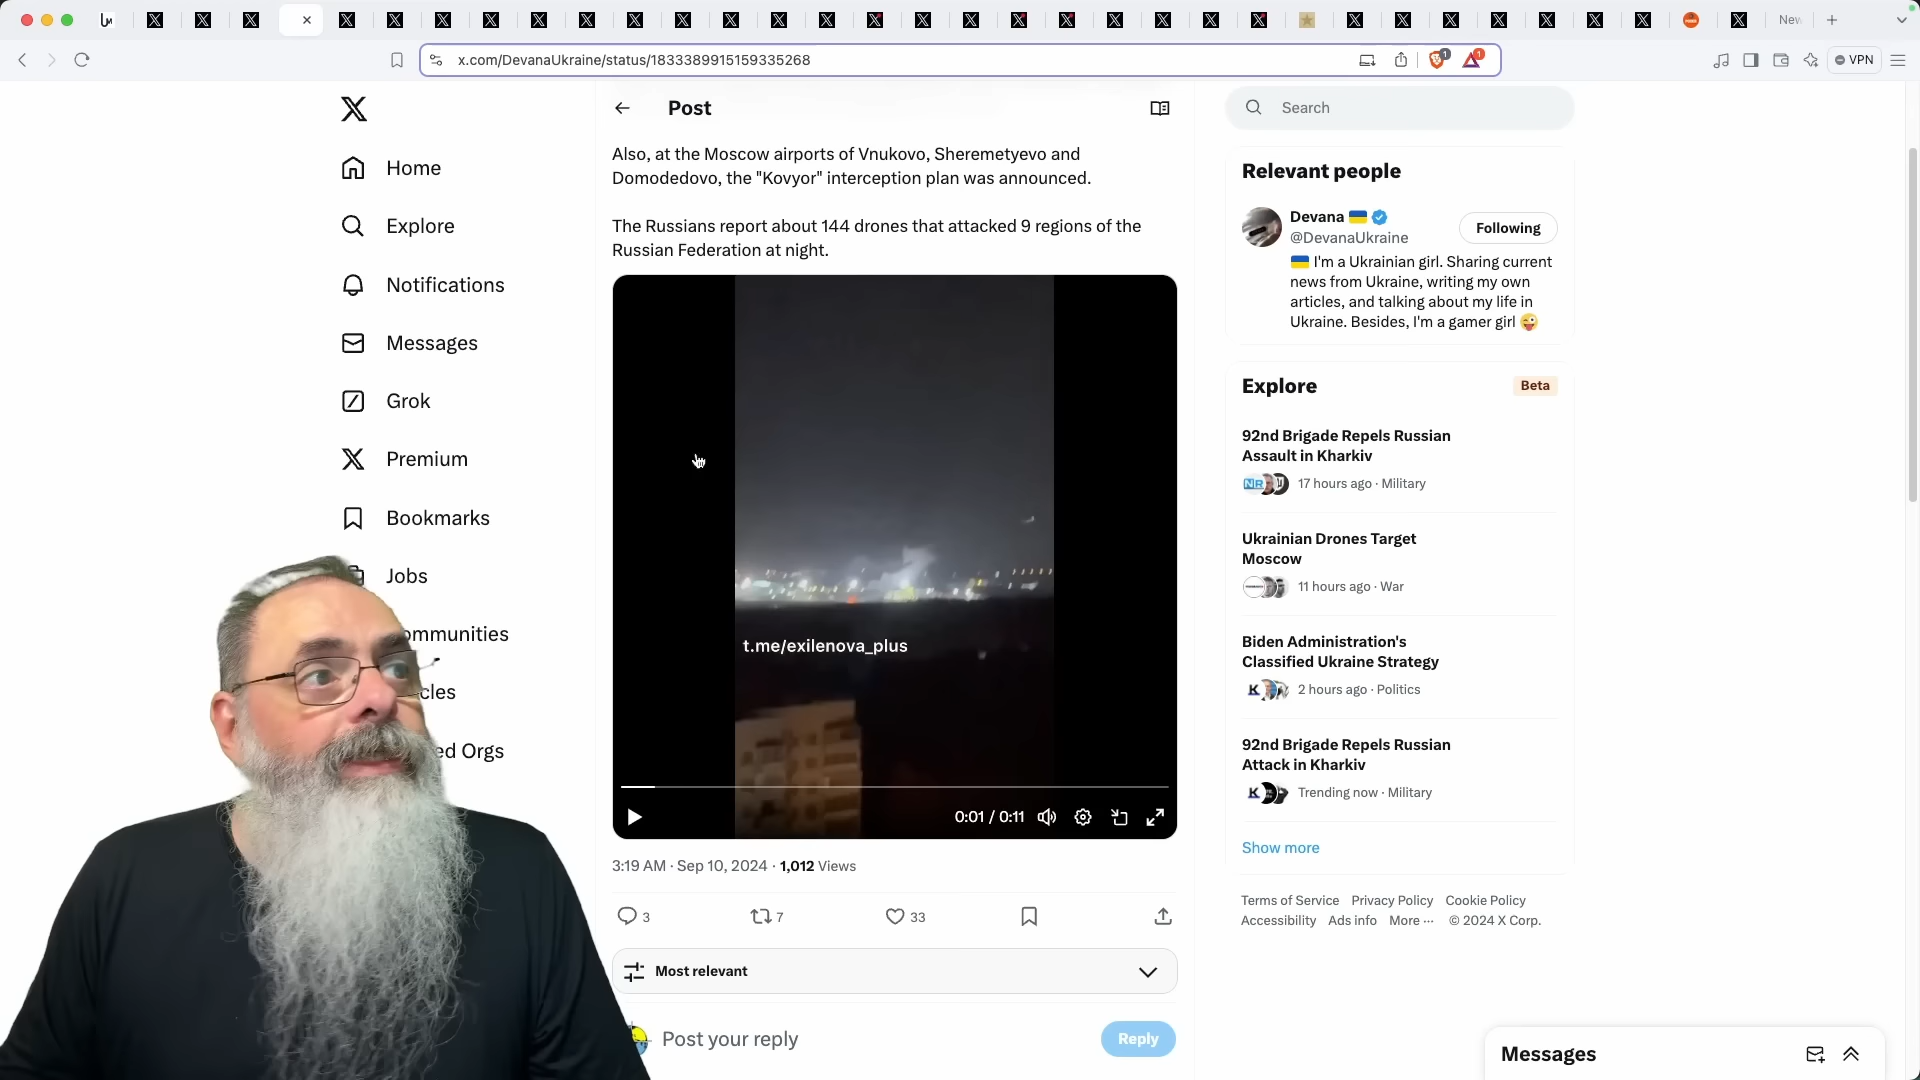 New
x.com/DevanaUkraine/status/1833389915159335268
1
1
VPN
Home
Explore
Notifications
Messages
Grok
Premium
Bookmarks
Jobs
Post
Also, at the Moscow airports of Vnukovo, Sheremetyevo and
Domodedovo, the "Kovyor" interception plan was announced.
The Russians report about 144 drones that attacked 9 regions of the
Russian Federation at night.
t.me/exilenova_plus
0:01 / 0:11
3:19 AM · Sep 10, 2024 · 1,012 Views
3
7
33
Most relevant
Post your reply
Reply
Search
Relevant people
Devana
@DevanaUkraine
Following
I'm a Ukrainian girl. Sharing current
news from Ukraine, writing my own
articles, and talking about my life in
Ukraine. Besides, I'm a gamer girl
Explore
Beta
92nd Brigade Repels Russian
Assault in Kharkiv
17 hours ago · Military
Ukrainian Drones Target
Moscow
11 hours ago · War
Biden Administration's
Classified Ukraine Strategy
2 hours ago · Politics
92nd Brigade Repels Russian
Attack in Kharkiv
Trending now · Military
Show more
Terms of Service Privacy Policy Cookie Policy
Accessibility Ads info More ··· © 2024 X Corp.
Messages